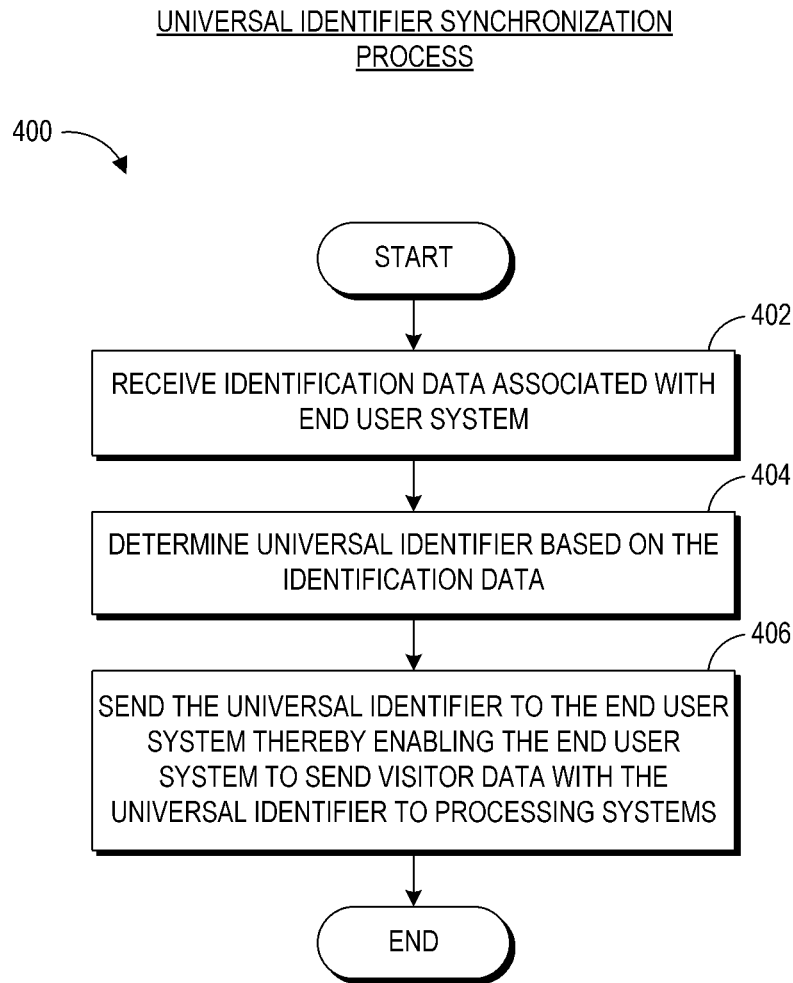 UNIVERSAL IDENTIFIER SYNCHRONIZATION
PROCESS
400
START
402
RECEIVE IDENTIFICATION DATA ASSOCIATED WITH
END USER SYSTEM
404
DETERMINE UNIVERSAL IDENTIFIER BASED ON THE
IDENTIFICATION DATA
406
SEND THE UNIVERSAL IDENTIFIER TO THE END USER
SYSTEM THEREBY ENABLING THE END USER
SYSTEM TO SEND VISITOR DATA WITH THE
UNIVERSAL IDENTIFIER TO PROCESSING SYSTEMS
END